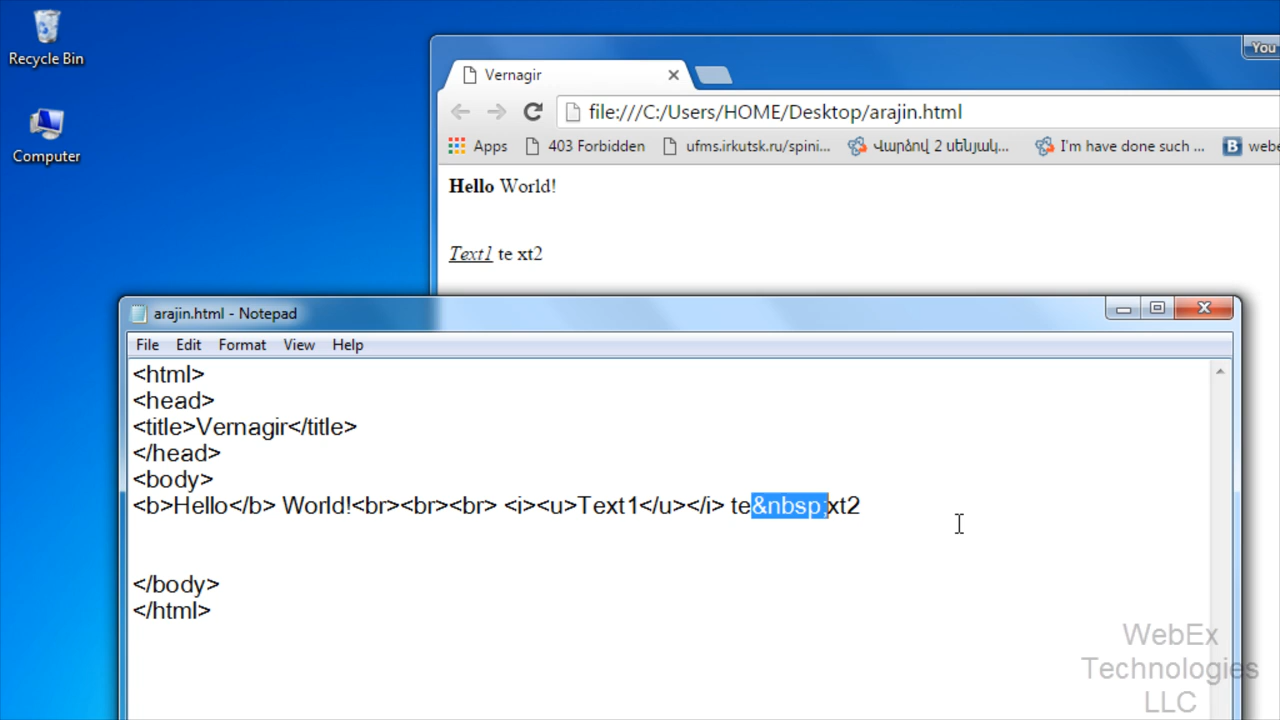 Recycle Bin
Computer
You
Vernagir
file:///C:/Users/HOME/Desktop/arajin.html
Apps
403 Forbidden
ufms.irkutsk.ru/spini...
Վարձով 2 սենյակ...
I'm have done such ...
B webe
Hello World!
Text1 te xt2
arajin.html - Notepad
File Edit Format View Help
<html>
<head>
<title>Vernagir</title>
</head>
<body>
<b>Hello</b> World!<br><br><br> <i><u>Text1</u></i> te&nbsp;xt2
</body>
</html>
WebEx
Technologies
LLC